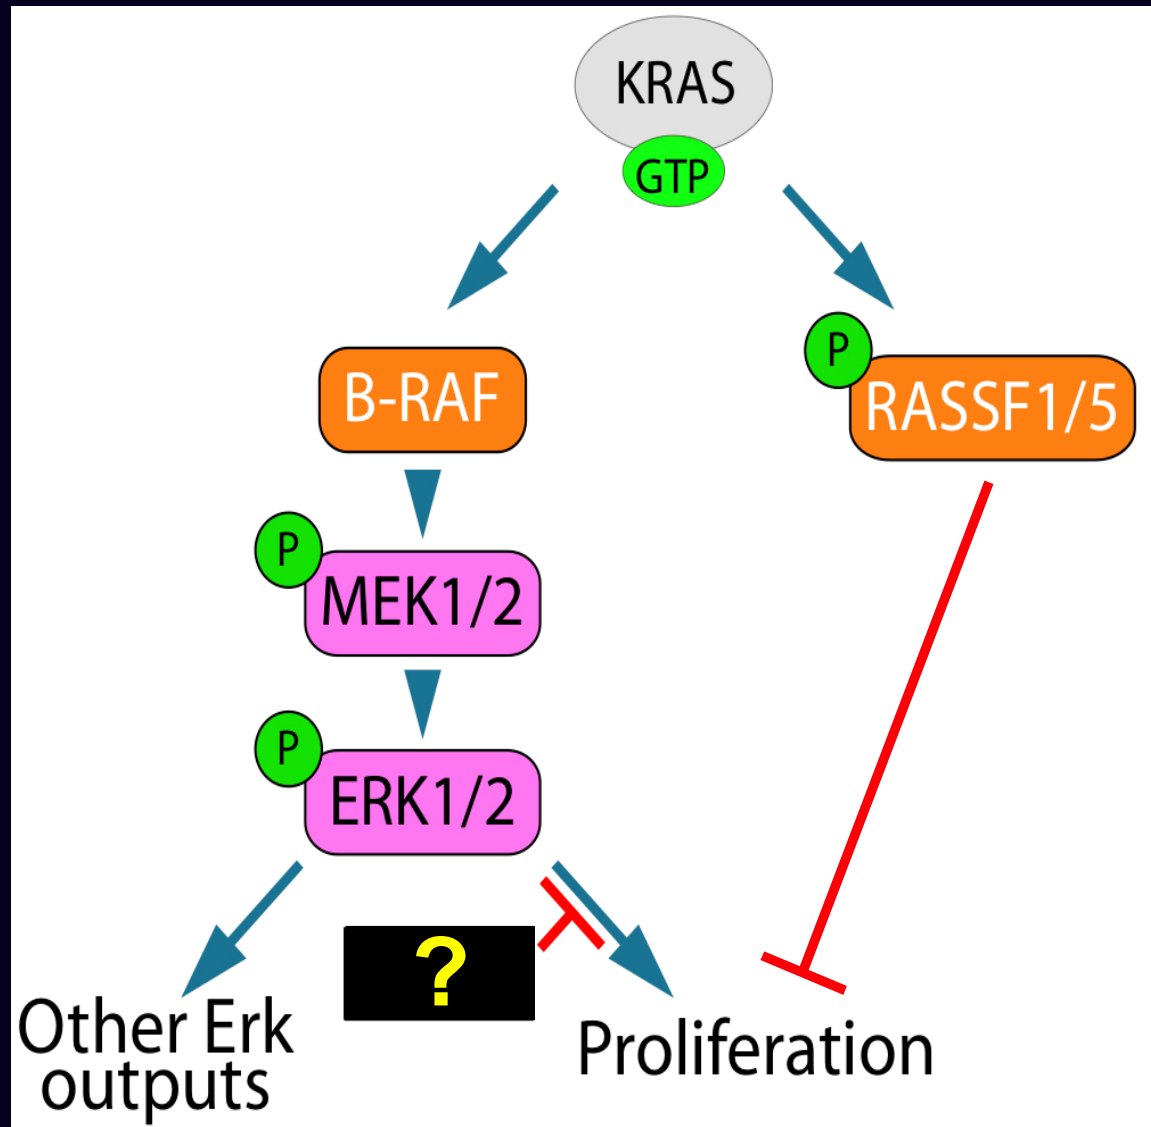 KRAS
GTP
B-RAF
P
RASSF1/5
P
MEK1/2
P
ERK1/2
?
Other Erk
outputs
Proliferation